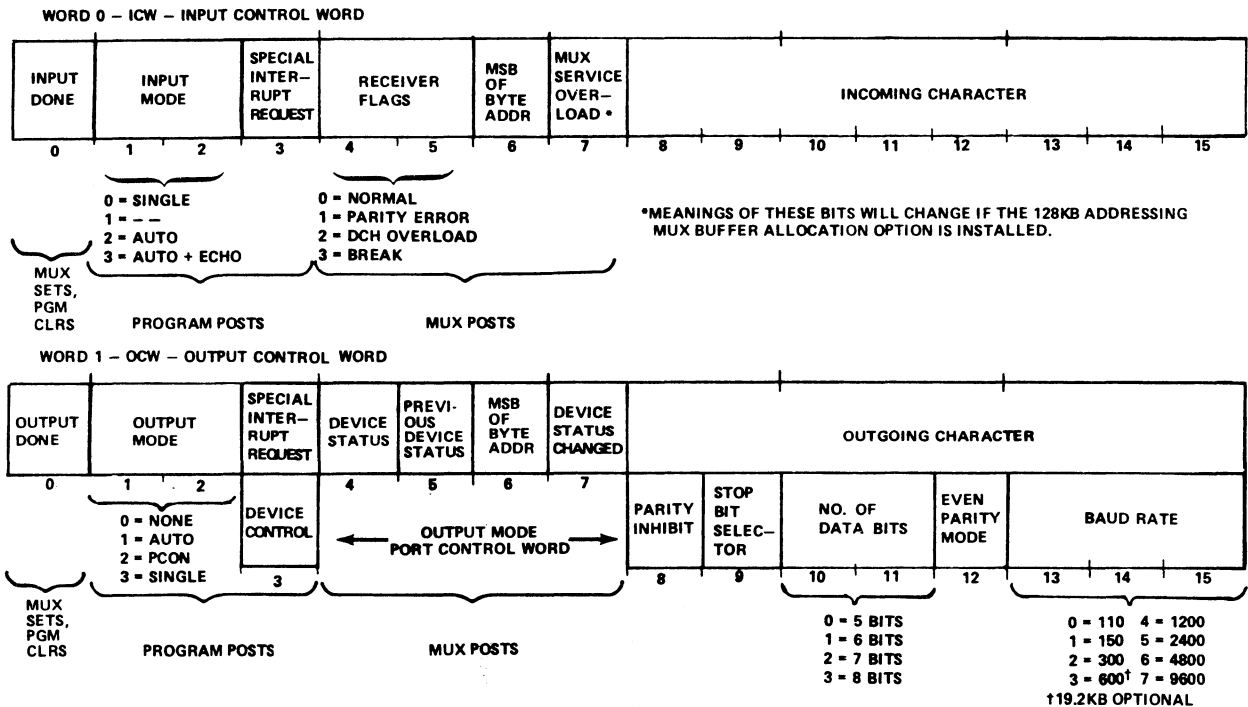 WORD 0 – ICW – INPUT CONTROL WORD
INPUT
DONE
INPUT
MODE
SPECIAL
INTER–
RUPT
REQUEST
RECEIVER
FLAGS
MSB
OF
BYTE
ADDR
MUX
SERVICE
OVER–
LOAD *
INCOMING CHARACTER
0 1 2 3 4 5 6 7 8 9 10 11 12 13 14 15
0 = SINGLE
1 = – –
2 = AUTO
3 = AUTO + ECHO
0 = NORMAL
1 = PARITY ERROR
2 = DCH OVERLOAD
3 = BREAK
*MEANINGS OF THESE BITS WILL CHANGE IF THE 128KB ADDRESSING
MUX BUFFER ALLOCATION OPTION IS INSTALLED.
MUX
SETS,
PGM
CLRS
PROGRAM POSTS
MUX POSTS
WORD 1 – OCW – OUTPUT CONTROL WORD
OUTPUT
DONE
OUTPUT
MODE
SPECIAL
INTER–
RUPT
REQUEST
DEVICE
STATUS
PREVI-
OUS
DEVICE
STATUS
MSB
OF
BYTE
ADDR
DEVICE
STATUS
CHANGED
OUTGOING CHARACTER
0 1 2 4 5 6 7
0 = NONE
1 = AUTO
2 = PCON
3 = SINGLE
DEVICE
CONTROL
OUTPUT MODE
PORT CONTROL WORD
PARITY
INHIBIT
STOP
BIT
SELEC–
TOR
NO. OF
DATA BITS
EVEN
PARITY
MODE
BAUD RATE
3 8 9 10 11 12 13 14 15
MUX
SETS,
PGM
CLRS
PROGRAM POSTS
MUX POSTS
0 = 5 BITS
1 = 6 BITS
2 = 7 BITS
3 = 8 BITS
0 = 110 4 = 1200
1 = 150 5 = 2400
2 = 300 6 = 4800
3 = 600† 7 = 9600
†19.2KB OPTIONAL